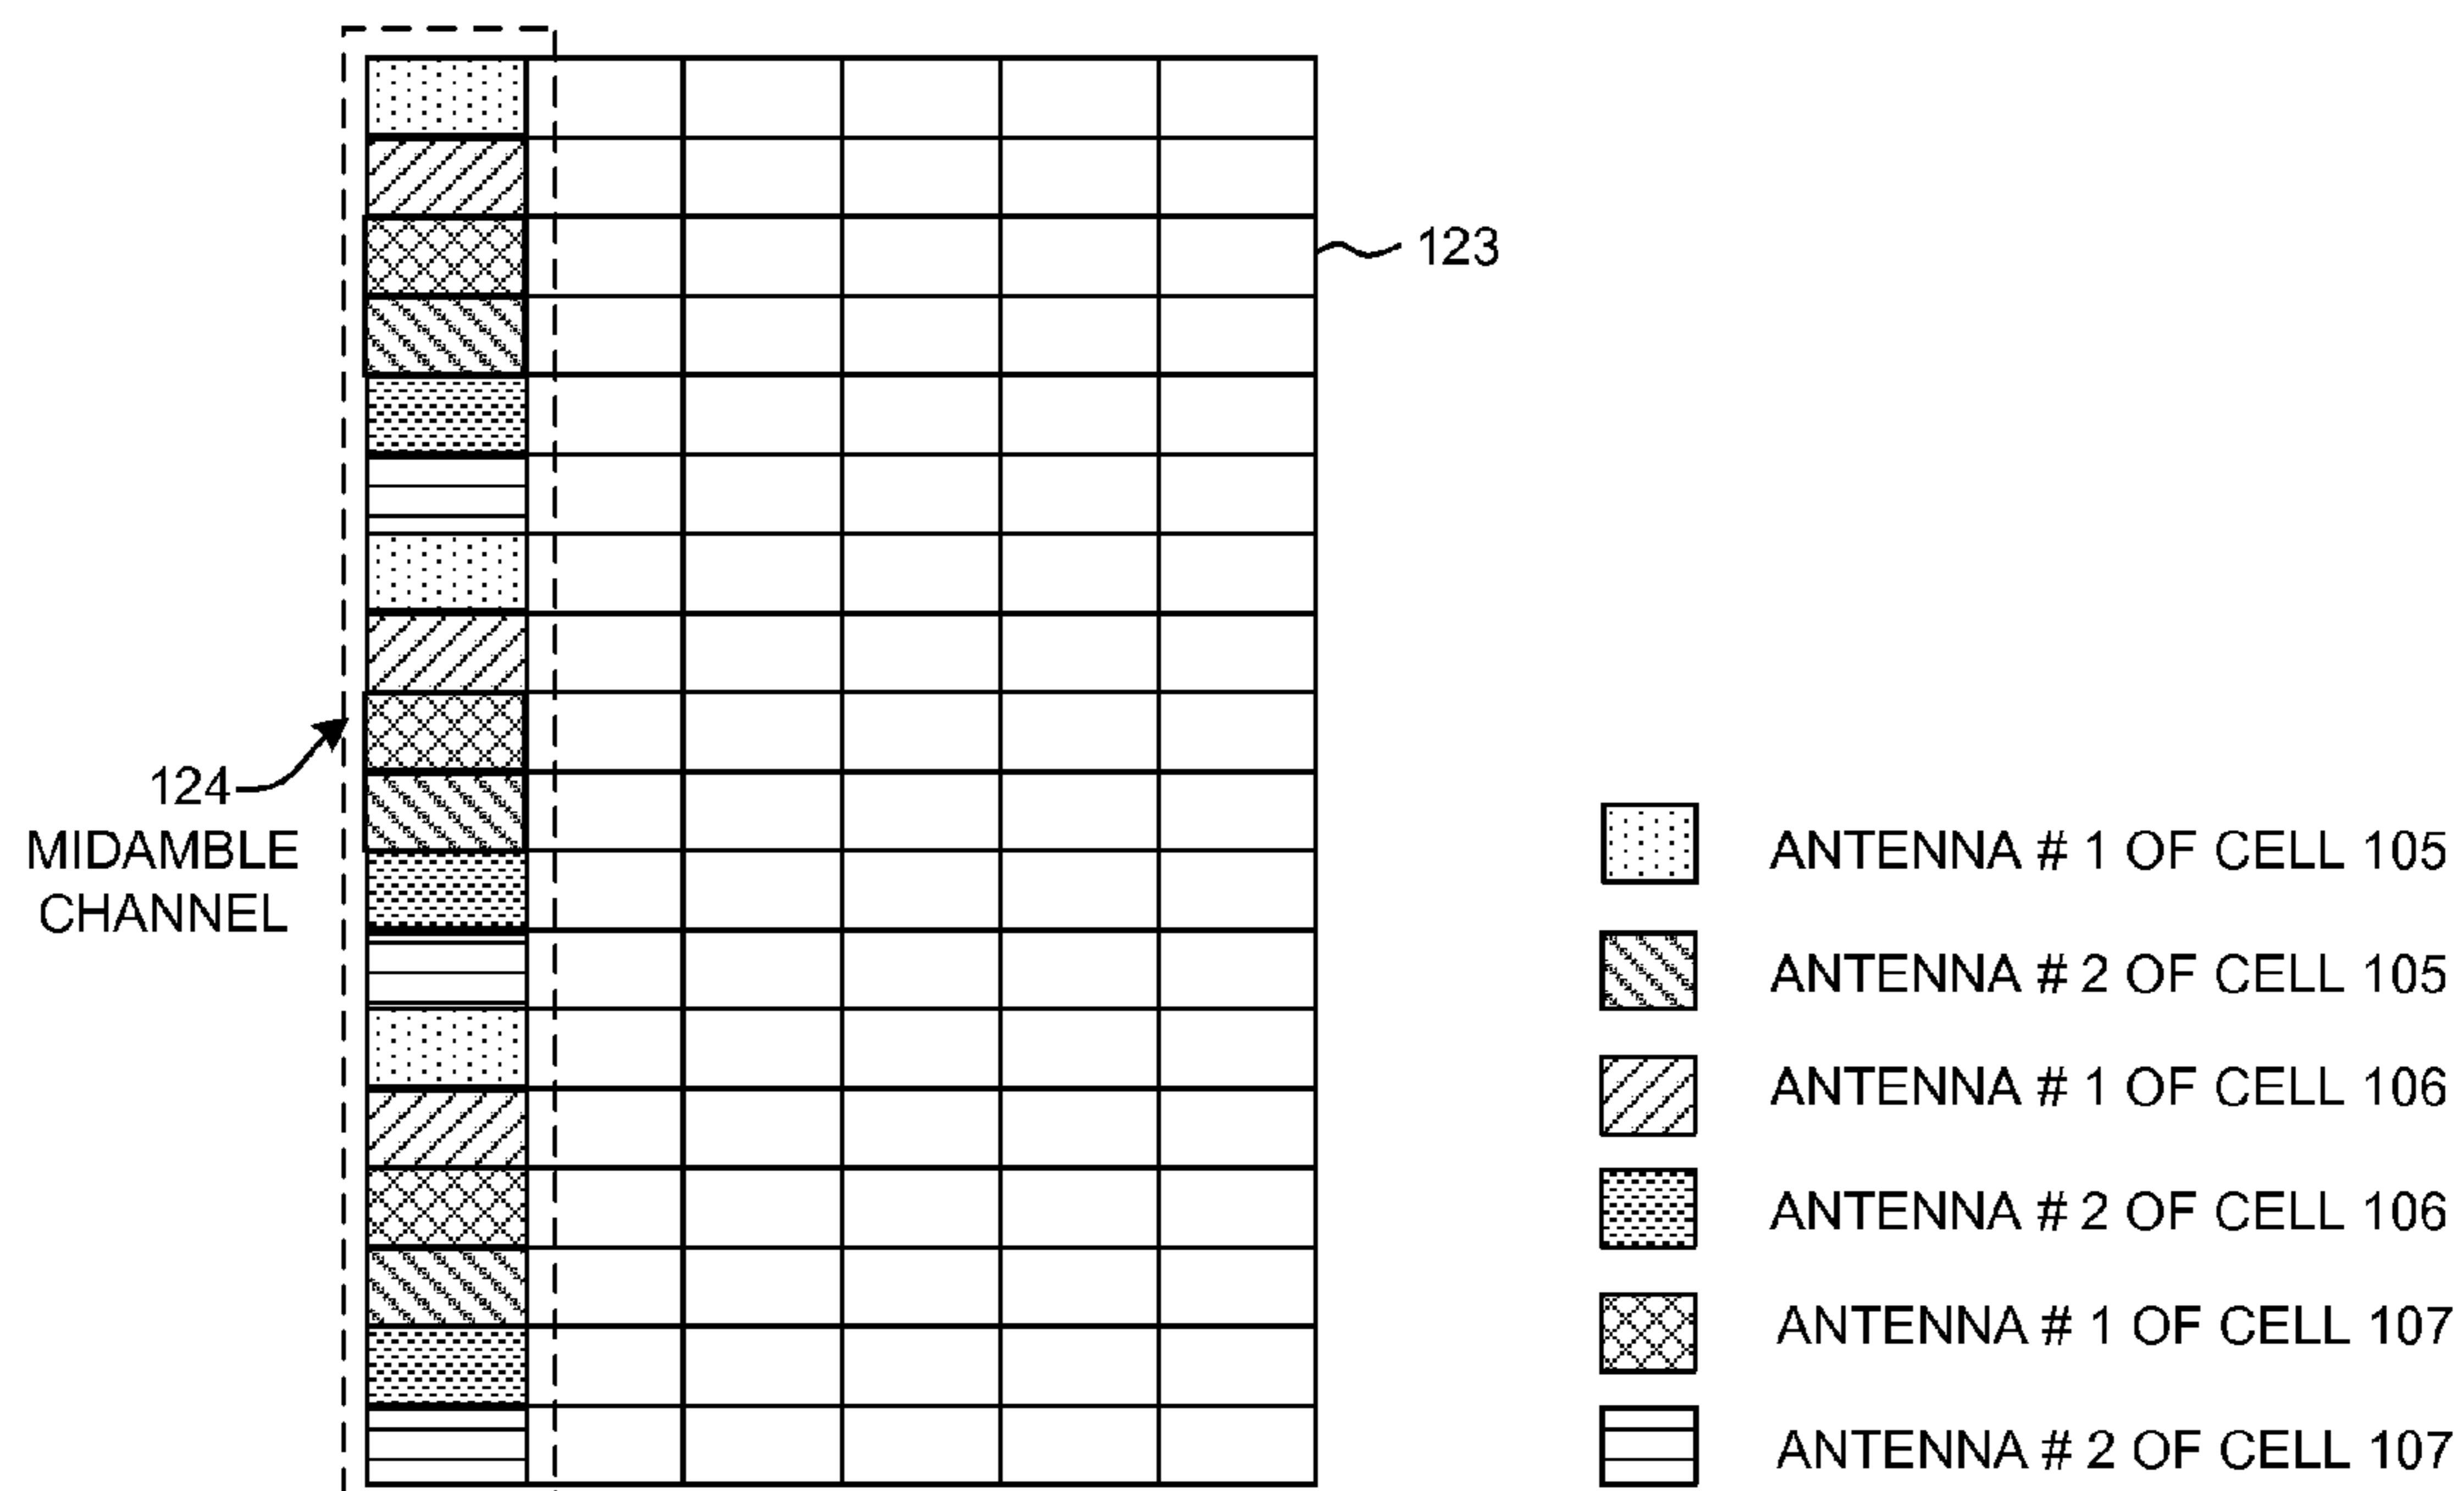 123
124
MIDAMBLE
CHANNEL
ANTENNA # 1 OF CELL 105
ANTENNA # 2 OF CELL 105
ANTENNA # 1 OF CELL 106
ANTENNA # 2 OF CELL 106
ANTENNA # 1 OF CELL 107
ANTENNA # 2 OF CELL 107